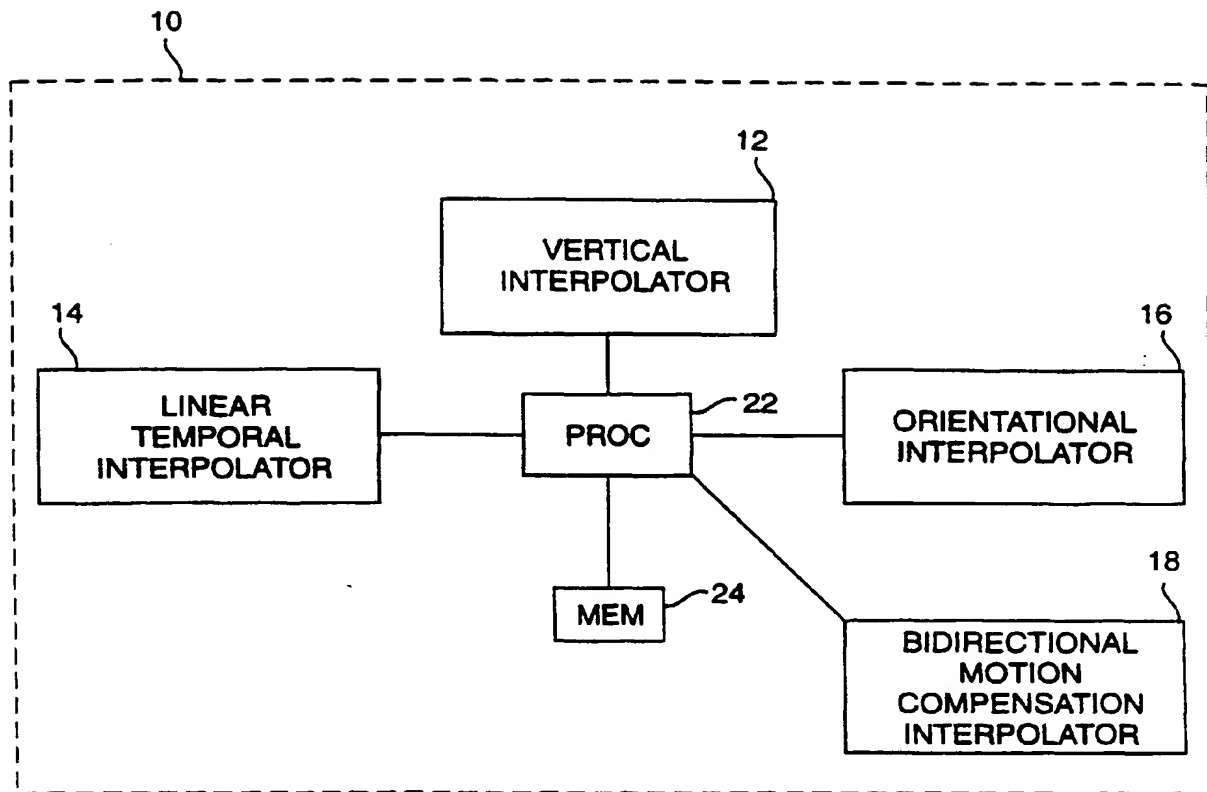 10
12
VERTICAL
INTERPOLATOR
14
LINEAR
TEMPORAL
INTERPOLATOR
22
PROC
16
ORIENTATIONAL
INTERPOLATOR
24
MEM
18
BIDIRECTIONAL
MOTION
COMPENSATION
INTERPOLATOR